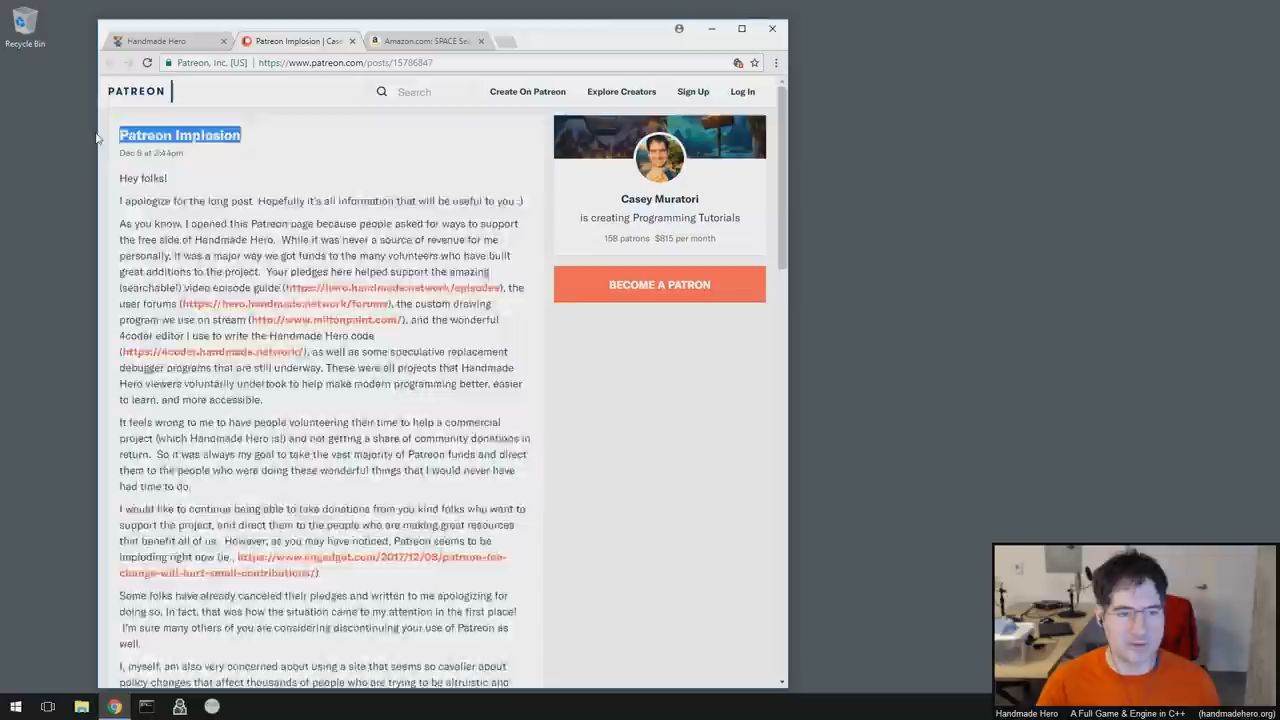 Recycle Bin
Handmade Hero
Patreon Implosion | Case
Amazon.com: SPACE Sea
Patreon, Inc. [US] | https://www.patreon.com/posts/15786847
PATREON
Search
Create On Patreon
Explore Creators
Sign Up
Log In
Patreon Implosion
Hey folks!
I apologize for the long post. Hopefully it's all information that will be useful to you :)
As you know, I opened this Patreon page because people asked for ways to support
the free side of Handmade Hero. While it was never a source of revenue for me
personally, it was a major way we got funds to the many volunteers who have built
great additions to the project. Your pledges here helped support the amazing
(searchable!) video episode guide (https://hero.handmade.network/episodes), the
user forums (https://hero.handmade.network/forums), the custom drawing
program we use on stream (http://www.miltonpaint.com/), and the wonderful
4coder editor I use to write the Handmade Hero code
(https://4coder.handmade.network/), as well as some speculative replacement
debugger programs that are still underway. These were all projects that Handmade
Hero viewers voluntarily undertook to help make modern programming better, easier
to learn, and more accessible.
It feels wrong to me to have people volunteering their time to help a commercial
project (which Handmade Hero is!) and not getting a share of community donations in
return. So it was always my goal to take the vast majority of Patreon funds and direct
them to the people who were doing these wonderful things that I would never have
had time to do.
I would like to continue being able to take donations from you kind folks who want to
support the project, and direct them to the people who are making great resources
that benefit all of us. However, as you may have noticed, Patreon seems to be
imploding right now (ie., https://www.engadget.com/2017/12/08/patreon-fee-
change-will-hurt-small-contributions/)
Some folks have already canceled their pledges and written to me apologizing for
doing so. In fact, that was how the situation came to my attention in the first place!
I'm sure many others of you are considering discontinuing your use of Patreon as
well.
I, myself, am also very concerned about using a site that seems so cavalier about
policy changes that affect thousands of people who are trying to be altruistic and
Casey Muratori
is creating Programming Tutorials
158 patrons $815 per month
BECOME A PATRON
Handmade Hero A Full Game & Engine in C++ (handmadehero.org)